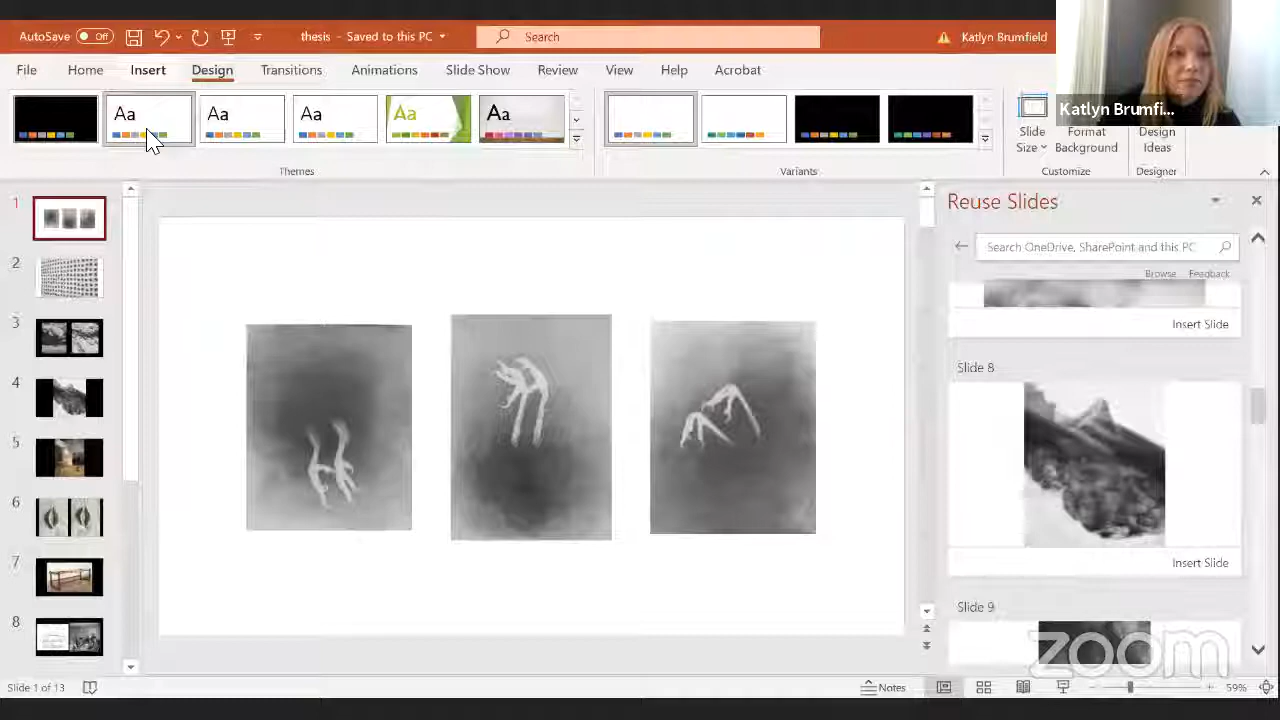 AutoSave Off thesis - Saved to this PC Search Katlyn Brumfield
File Home Insert Design Transitions Animations Slide Show Review View Help Acrobat
Katlyn Brumfi...
Aa Aa Aa Aa Aa
Slide Size Format Background Design Ideas
Themes Variants Customize Designer
Reuse Slides
Search OneDrive, SharePoint and this PC
Browse Feedback
Insert Slide
Slide 8
Insert Slide
Slide 9
1
2
3
4
5
6
7
8
zoom
Slide 1 of 13 Notes 59%